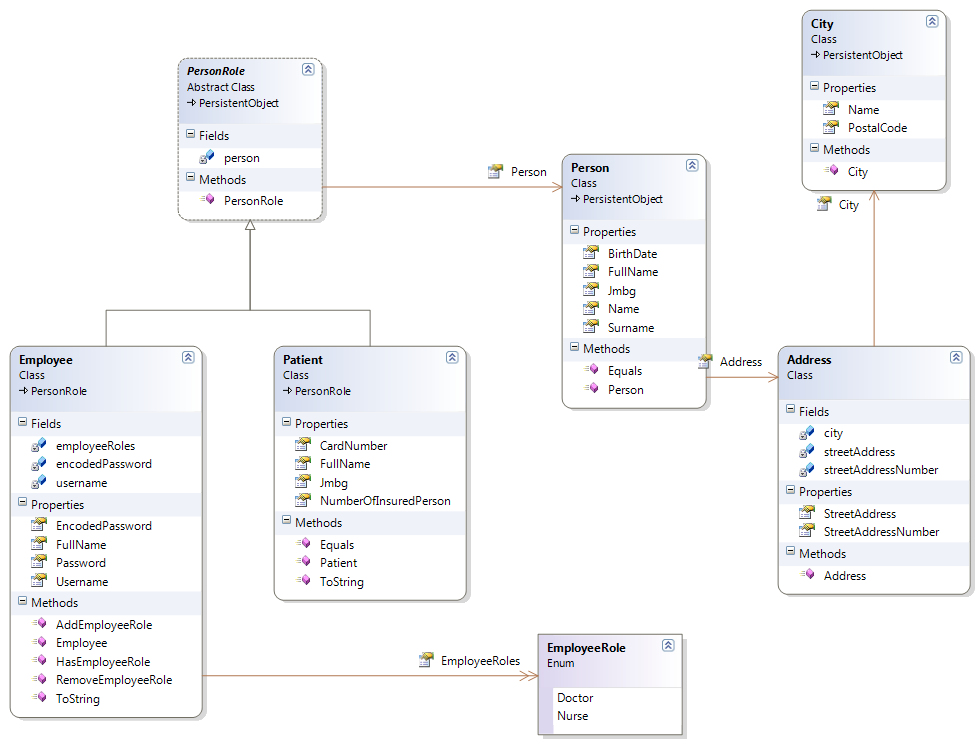 City
Class
PersistentObject
Properties
Name
PostalCode
Methods
City
City
PersonRole
Abstract Class
PersistentObject
Fields
person
Methods
PersonRole
Person
Person
Class
PersistentObject
Properties
BirthDate
FullName
Jmbg
Name
Surname
Methods
Equals
Person
Address
Employee
Class
PersonRole
Fields
employeeRoles
encodedPassword
username
Properties
EncodedPassword
FullName
Password
Username
Methods
AddEmployeeRole
Employee
HasEmployeeRole
RemoveEmployeeRole
ToString
Patient
Class
PersonRole
Properties
CardNumber
FullName
Jmbg
NumberOfInsuredPerson
Methods
Equals
Patient
ToString
Address
Class
Fields
city
streetAddress
streetAddressNumber
Properties
StreetAddress
StreetAddressNumber
Methods
Address
EmployeeRoles
EmployeeRole
Enum
Doctor
Nurse